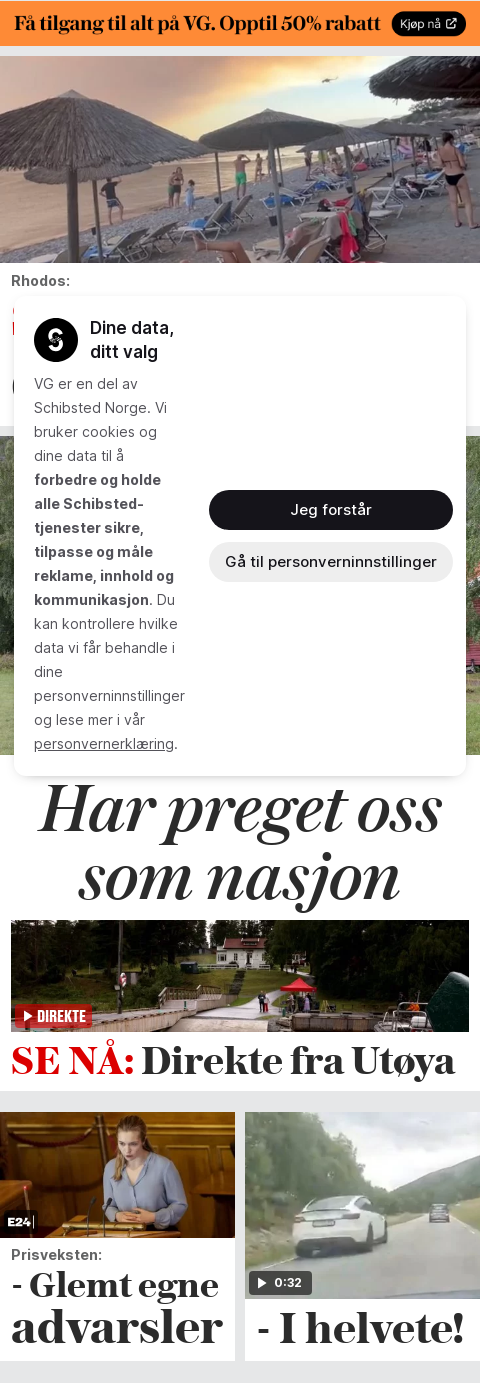 Få tilgang til alt på VG. Opptil 50% rabatt
Kjøp nå
Rhodos:
Dine data,
ditt valg
VG er en del av
Schibsted Norge. Vi
bruker cookies og
dine data til å
forbedre og holde
alle Schibsted-
tjenester sikre,
tilpasse og måle
reklame, innhold og
kommunikasjon. Du
kan kontrollere hvilke
data vi får behandle i
dine
personverninnstillinger
og lese mer i vår
personvernerklæring.
Jeg forstår
Gå til personverninnstillinger
Har preget oss
som nasjon
DIREKTE
SE NÅ: Direkte fra Utøya
E24
Prisveksten:
- Glemt egne
advarsler
0:32
- I helvete!